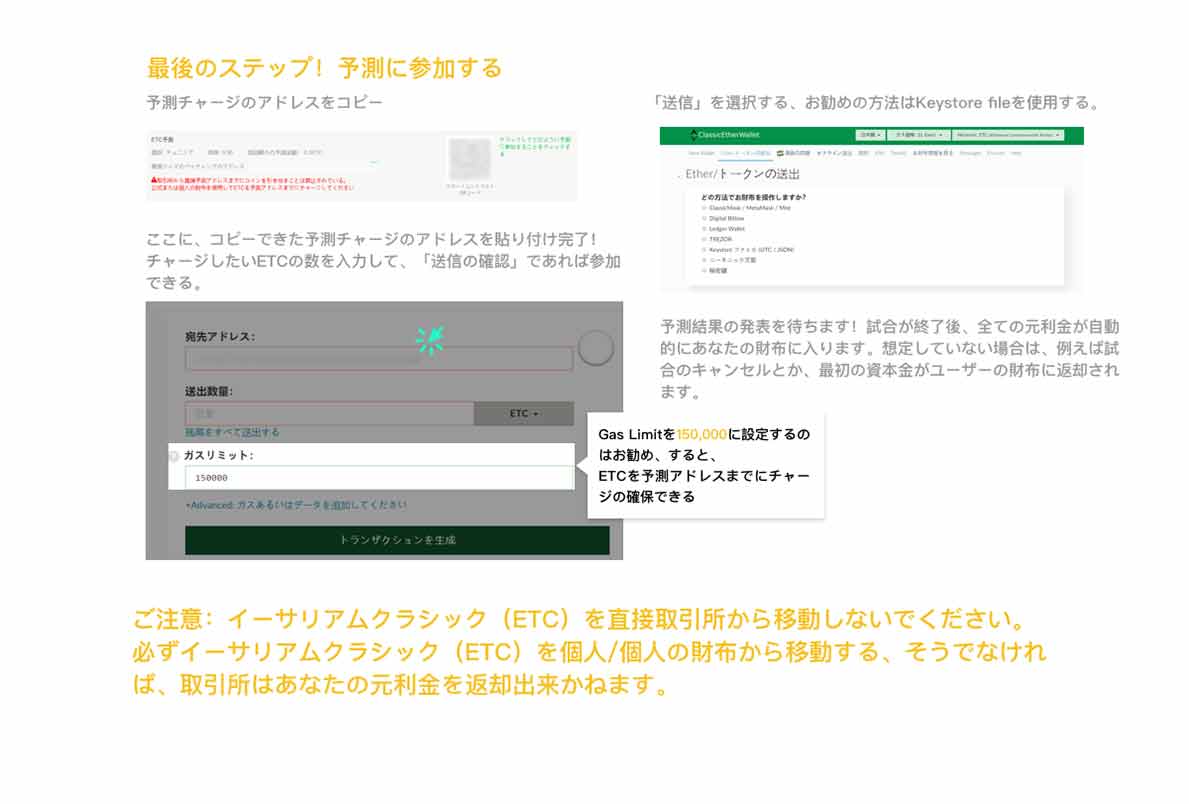 最後のステップ！予測に参加する
予測チャージのアドレスをコピー
ETC予測
ここに、コピーできた予測チャージのアドレスを貼り付け完了！
チャージしたいETCの数を入力して、「送信の確認」であれば参加
できる。
宛先アドレス：
送出数量：
ETC
残高をすべて送出する
ガスリミット：
150000
+Advanced: ガスあるいはデータを追加してください
トランザクションを生成
Gas Limitを150,000に設定するの
はお勧め、すると、
ETCを予測アドレスまでにチャー
ジの確保できる
「送信」を選択する、お勧めの方法はKeystore fileを使用する。
ClassicEtherWallet
Ether/トークンの送出
どの方法でお財布を操作しますか?
Digital Bitbox
Ledger Wallet
TREZOR
Keystore ファイル (UTC / JSON)
ニーモニック文節
秘密鍵
予測結果の発表を待ちます！試合が終了後、全ての元利金が自動
的にあなたの財布に入ります。想定していない場合は、例えば試
合のキャンセルとか、最初の資本金がユーザーの財布に返却され
ます。
ご注意：イーサリアムクラシック（ETC）を直接取引所から移動しないでください。
必ずイーサリアムクラシック（ETC）を個人/個人の財布から移動する、そうでなけれ
ば、取引所はあなたの元利金を返却出来かねます。